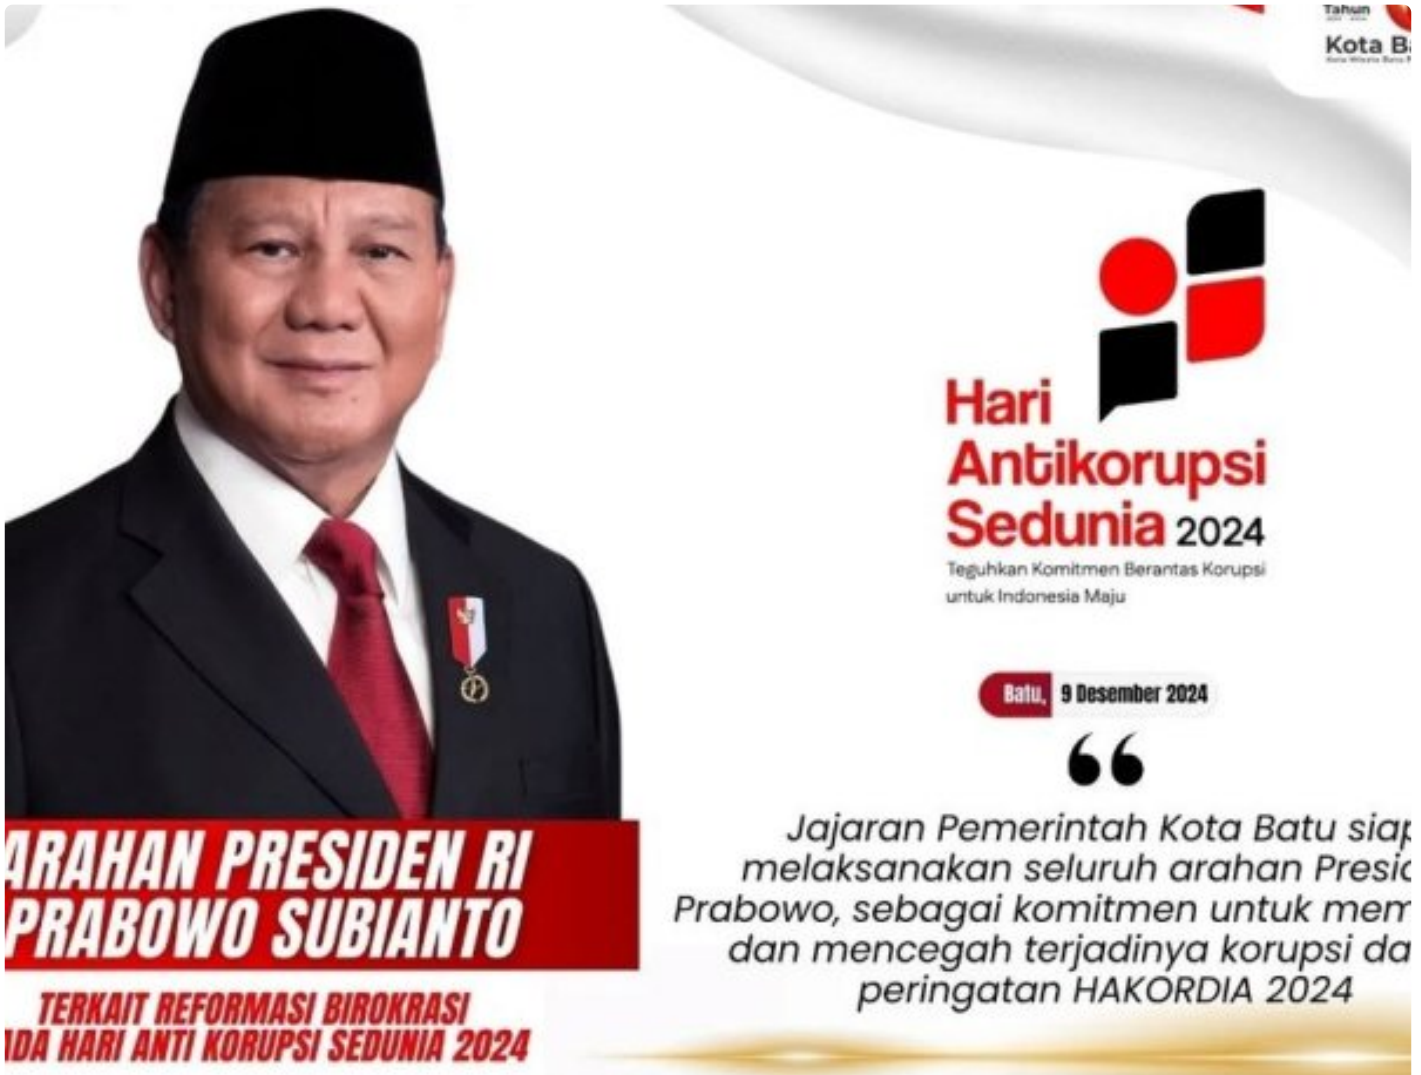 Tahun
Kota
ARAHAN PRESIDEN RI
PRABOWO SUBIANTO
TERKAIT REFORMASI BIROKRASI
HARI ANTI KORUPSI SEDUNIA 2024
Hari
Antikorupsi
Sedunia 2024
Teguhkan Komitmen Berantas Korupsi
untuk Indonesia Maju
Batu, 9 Desember 2024
“
Jajaran Pemerintah Kota Batu siap
melaksanakan seluruh arahan
Prabowo, sebagai komitmen untuk
dan mencegah terjadinya korupsi
peringatan HAKORDIA 2024